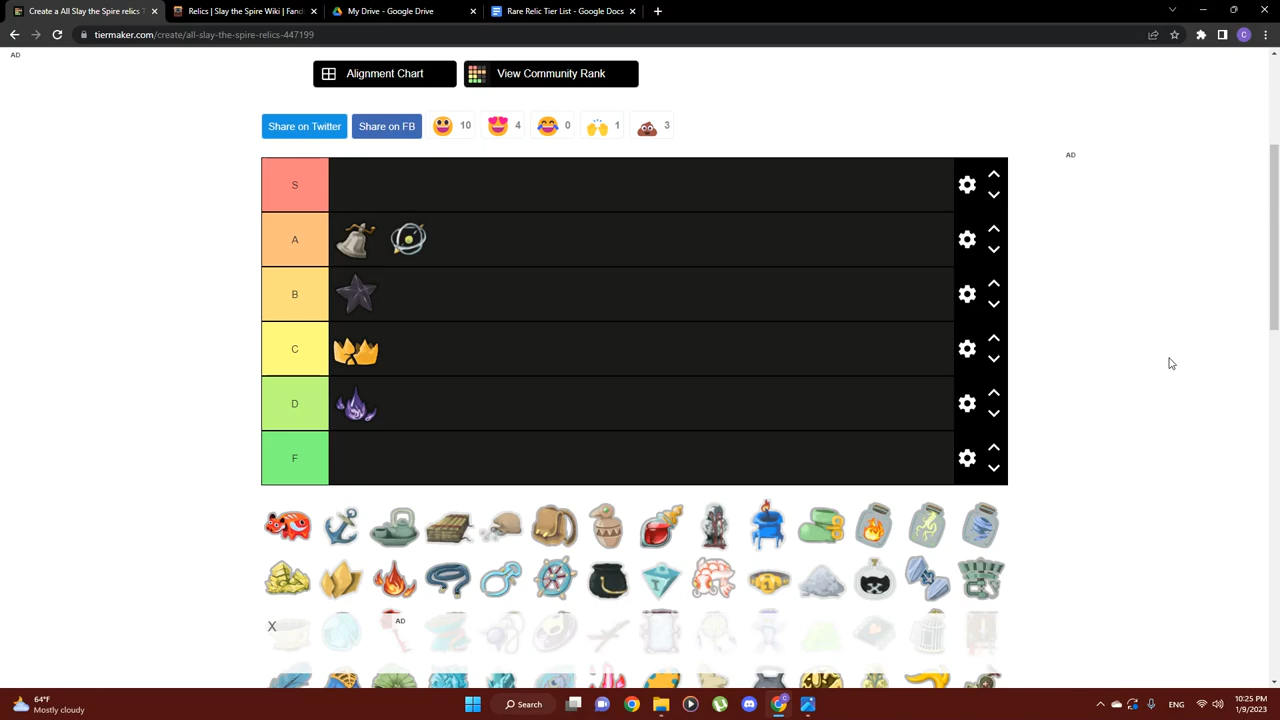 Create a All Slay the Spire relics T
Relics | Slay the Spire Wiki | Fand
My Drive - Google Drive
Rare Relic Tier List - Google Docs
tiermaker.com/create/all-slay-the-spire-relics-447199
C
AD
Alignment Chart
View Community Rank
Share on Twitter
Share on FB
10
4
0
1
3
AD
S
A
B
C
D
F
X
AD
64°F
Mostly cloudy
Search
ENG
10:25 PM
1/9/2023